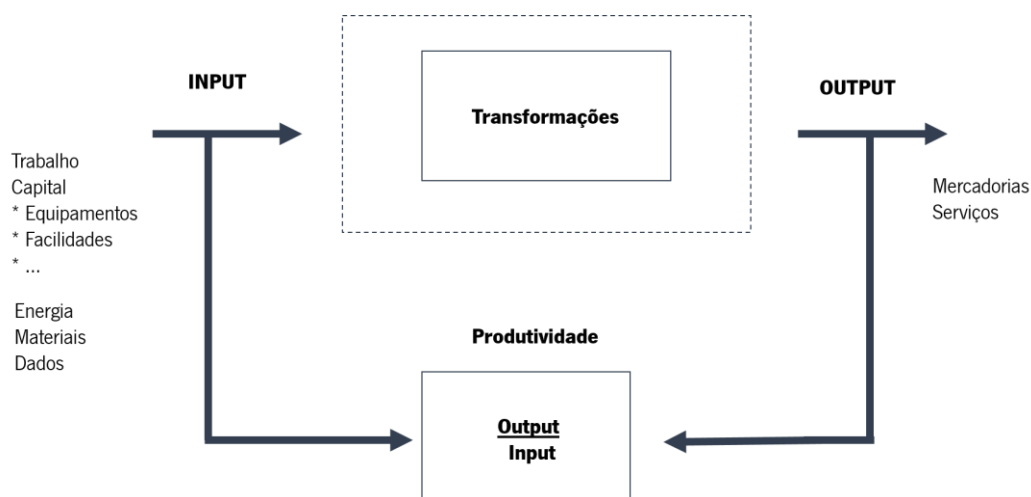 INPUT
Transformações
OUTPUT
Trabalho
Capital
* Equipamentos
* Facilidades
* ...
Energia
Materiais
Dados
Mercadorias
Serviços
Produtividade
Output
Input